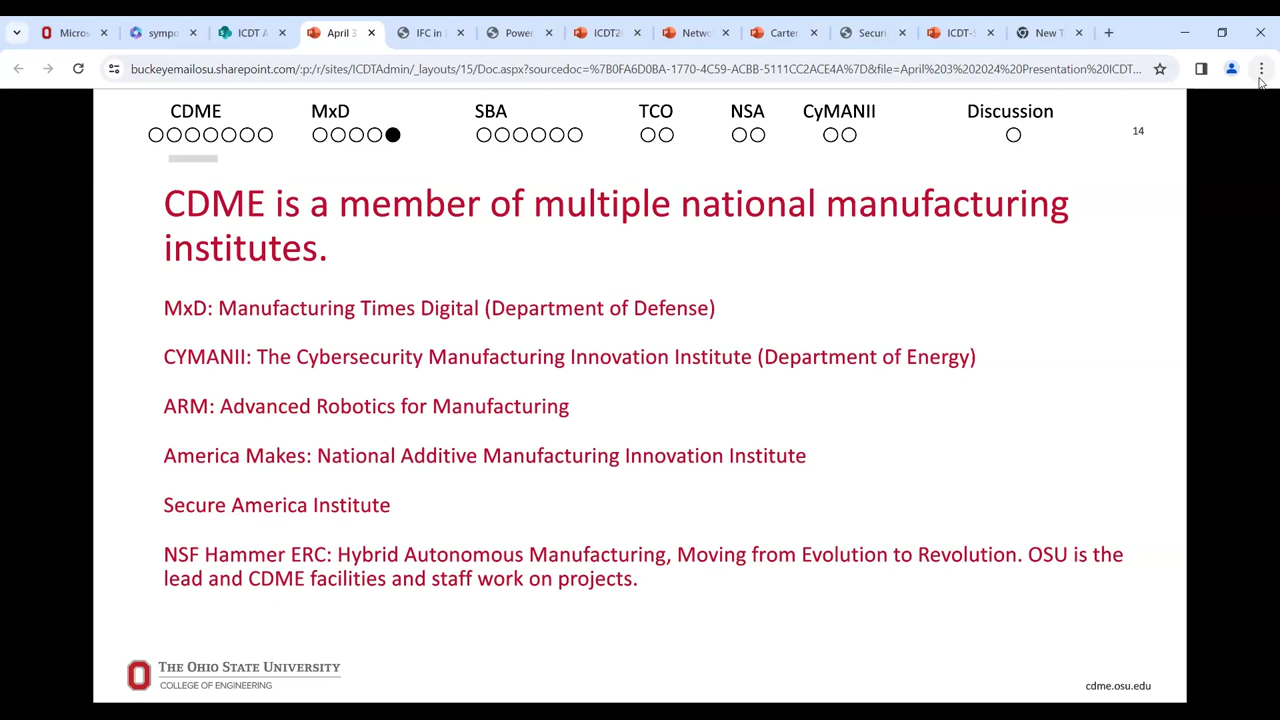 Micros
sympo
ICDT A
April 3
IFC in
Power
ICDT2
Netwo
Carter
Securi
ICDT-S
New T
buckeyemailosu.sharepoint.com/:p:/r/sites/ICDTAdmin/_layouts/15/Doc.aspx?sourcedoc=%7B0FA6D0BA-1770-4C59-ACBB-5111CC2ACE4A%7D&file=April%203%202024%20Presentation%20ICDT...
CDME MxD SBA TCO NSA CyMANII Discussion
14
CDME is a member of multiple national manufacturing
institutes.
MxD: Manufacturing Times Digital (Department of Defense)
CYMANII: The Cybersecurity Manufacturing Innovation Institute (Department of Energy)
ARM: Advanced Robotics for Manufacturing
America Makes: National Additive Manufacturing Innovation Institute
Secure America Institute
NSF Hammer ERC: Hybrid Autonomous Manufacturing, Moving from Evolution to Revolution. OSU is the
lead and CDME facilities and staff work on projects.
THE OHIO STATE UNIVERSITY
COLLEGE OF ENGINEERING
cdme.osu.edu